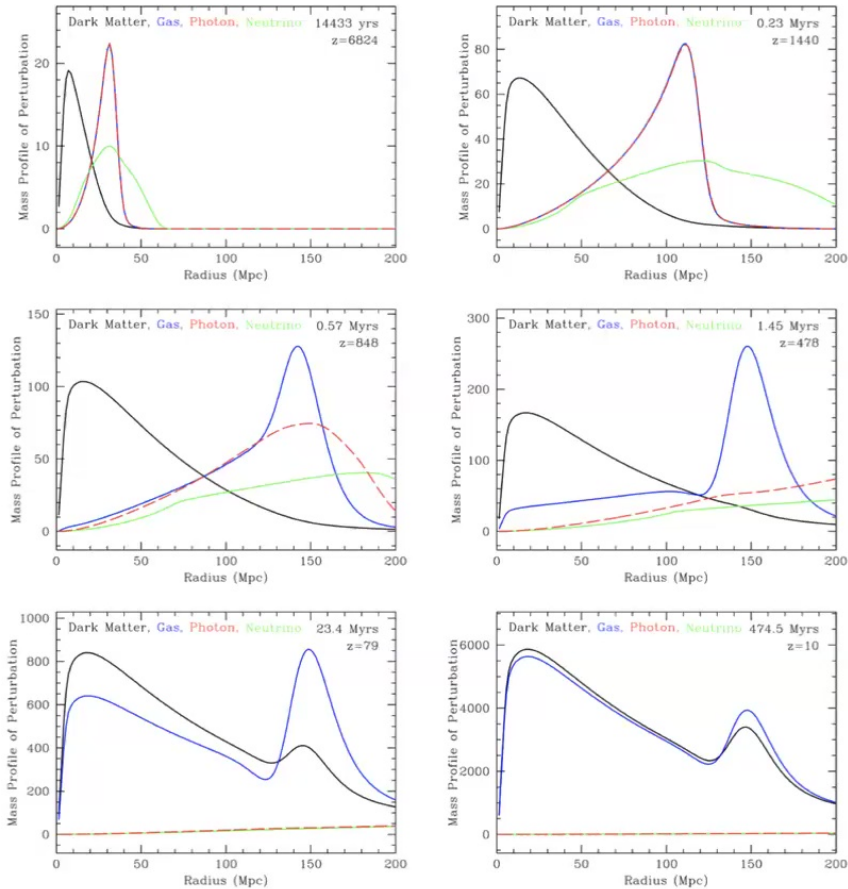 Dark Matter, Gas, Photon, Neutrino 14433 yrs
z=6824
20
10
0
Mass Profile of Perturbation
0 50 100 150 200
Radius (Mpc)
Dark Matter, Gas, Photon, Neutrino 0.23 Myrs
z=1440
80
60
40
20
0
Mass Profile of Perturbation
0 50 100 150 200
Radius (Mpc)
Dark Matter, Gas, Photon, Neutrino 0.57 Myrs
z=848
150
100
50
0
Mass Profile of Perturbation
0 50 100 150 200
Radius (Mpc)
Dark Matter, Gas, Photon, Neutrino 1.45 Myrs
z=478
300
200
100
0
Mass Profile of Perturbation
0 50 100 150 200
Radius (Mpc)
Dark Matter, Gas, Photon, Neutrino 23.4 Myrs
z=79
1000
800
600
400
200
0
Mass Profile of Perturbation
0 50 100 150 200
Radius (Mpc)
Dark Matter, Gas, Photon, Neutrino 474.5 Myrs
z=10
6000
4000
2000
0
Mass Profile of Perturbation
0 50 100 150 200
Radius (Mpc)